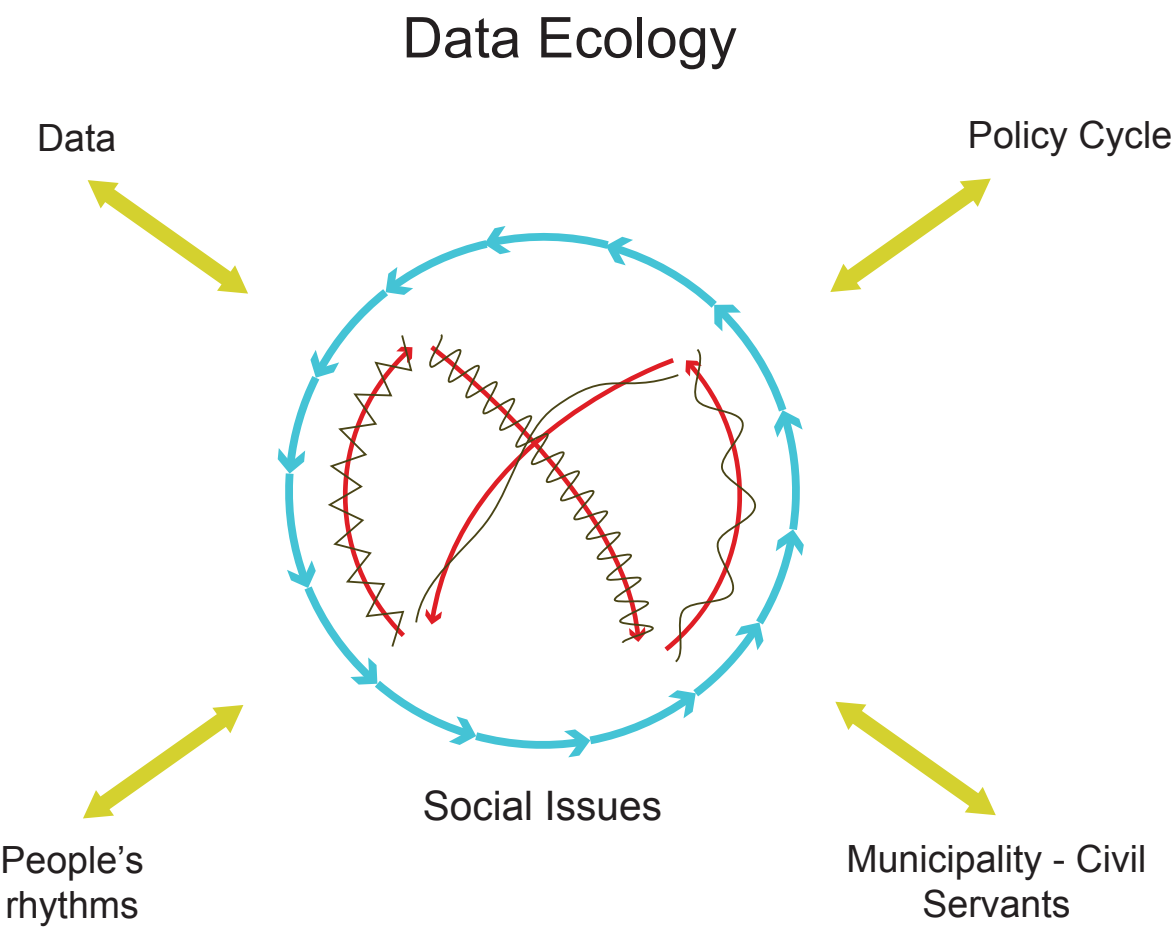 Data Ecology
Data
Policy Cycle
Social Issues
People’s
rhythms
Municipality - Civil
Servants